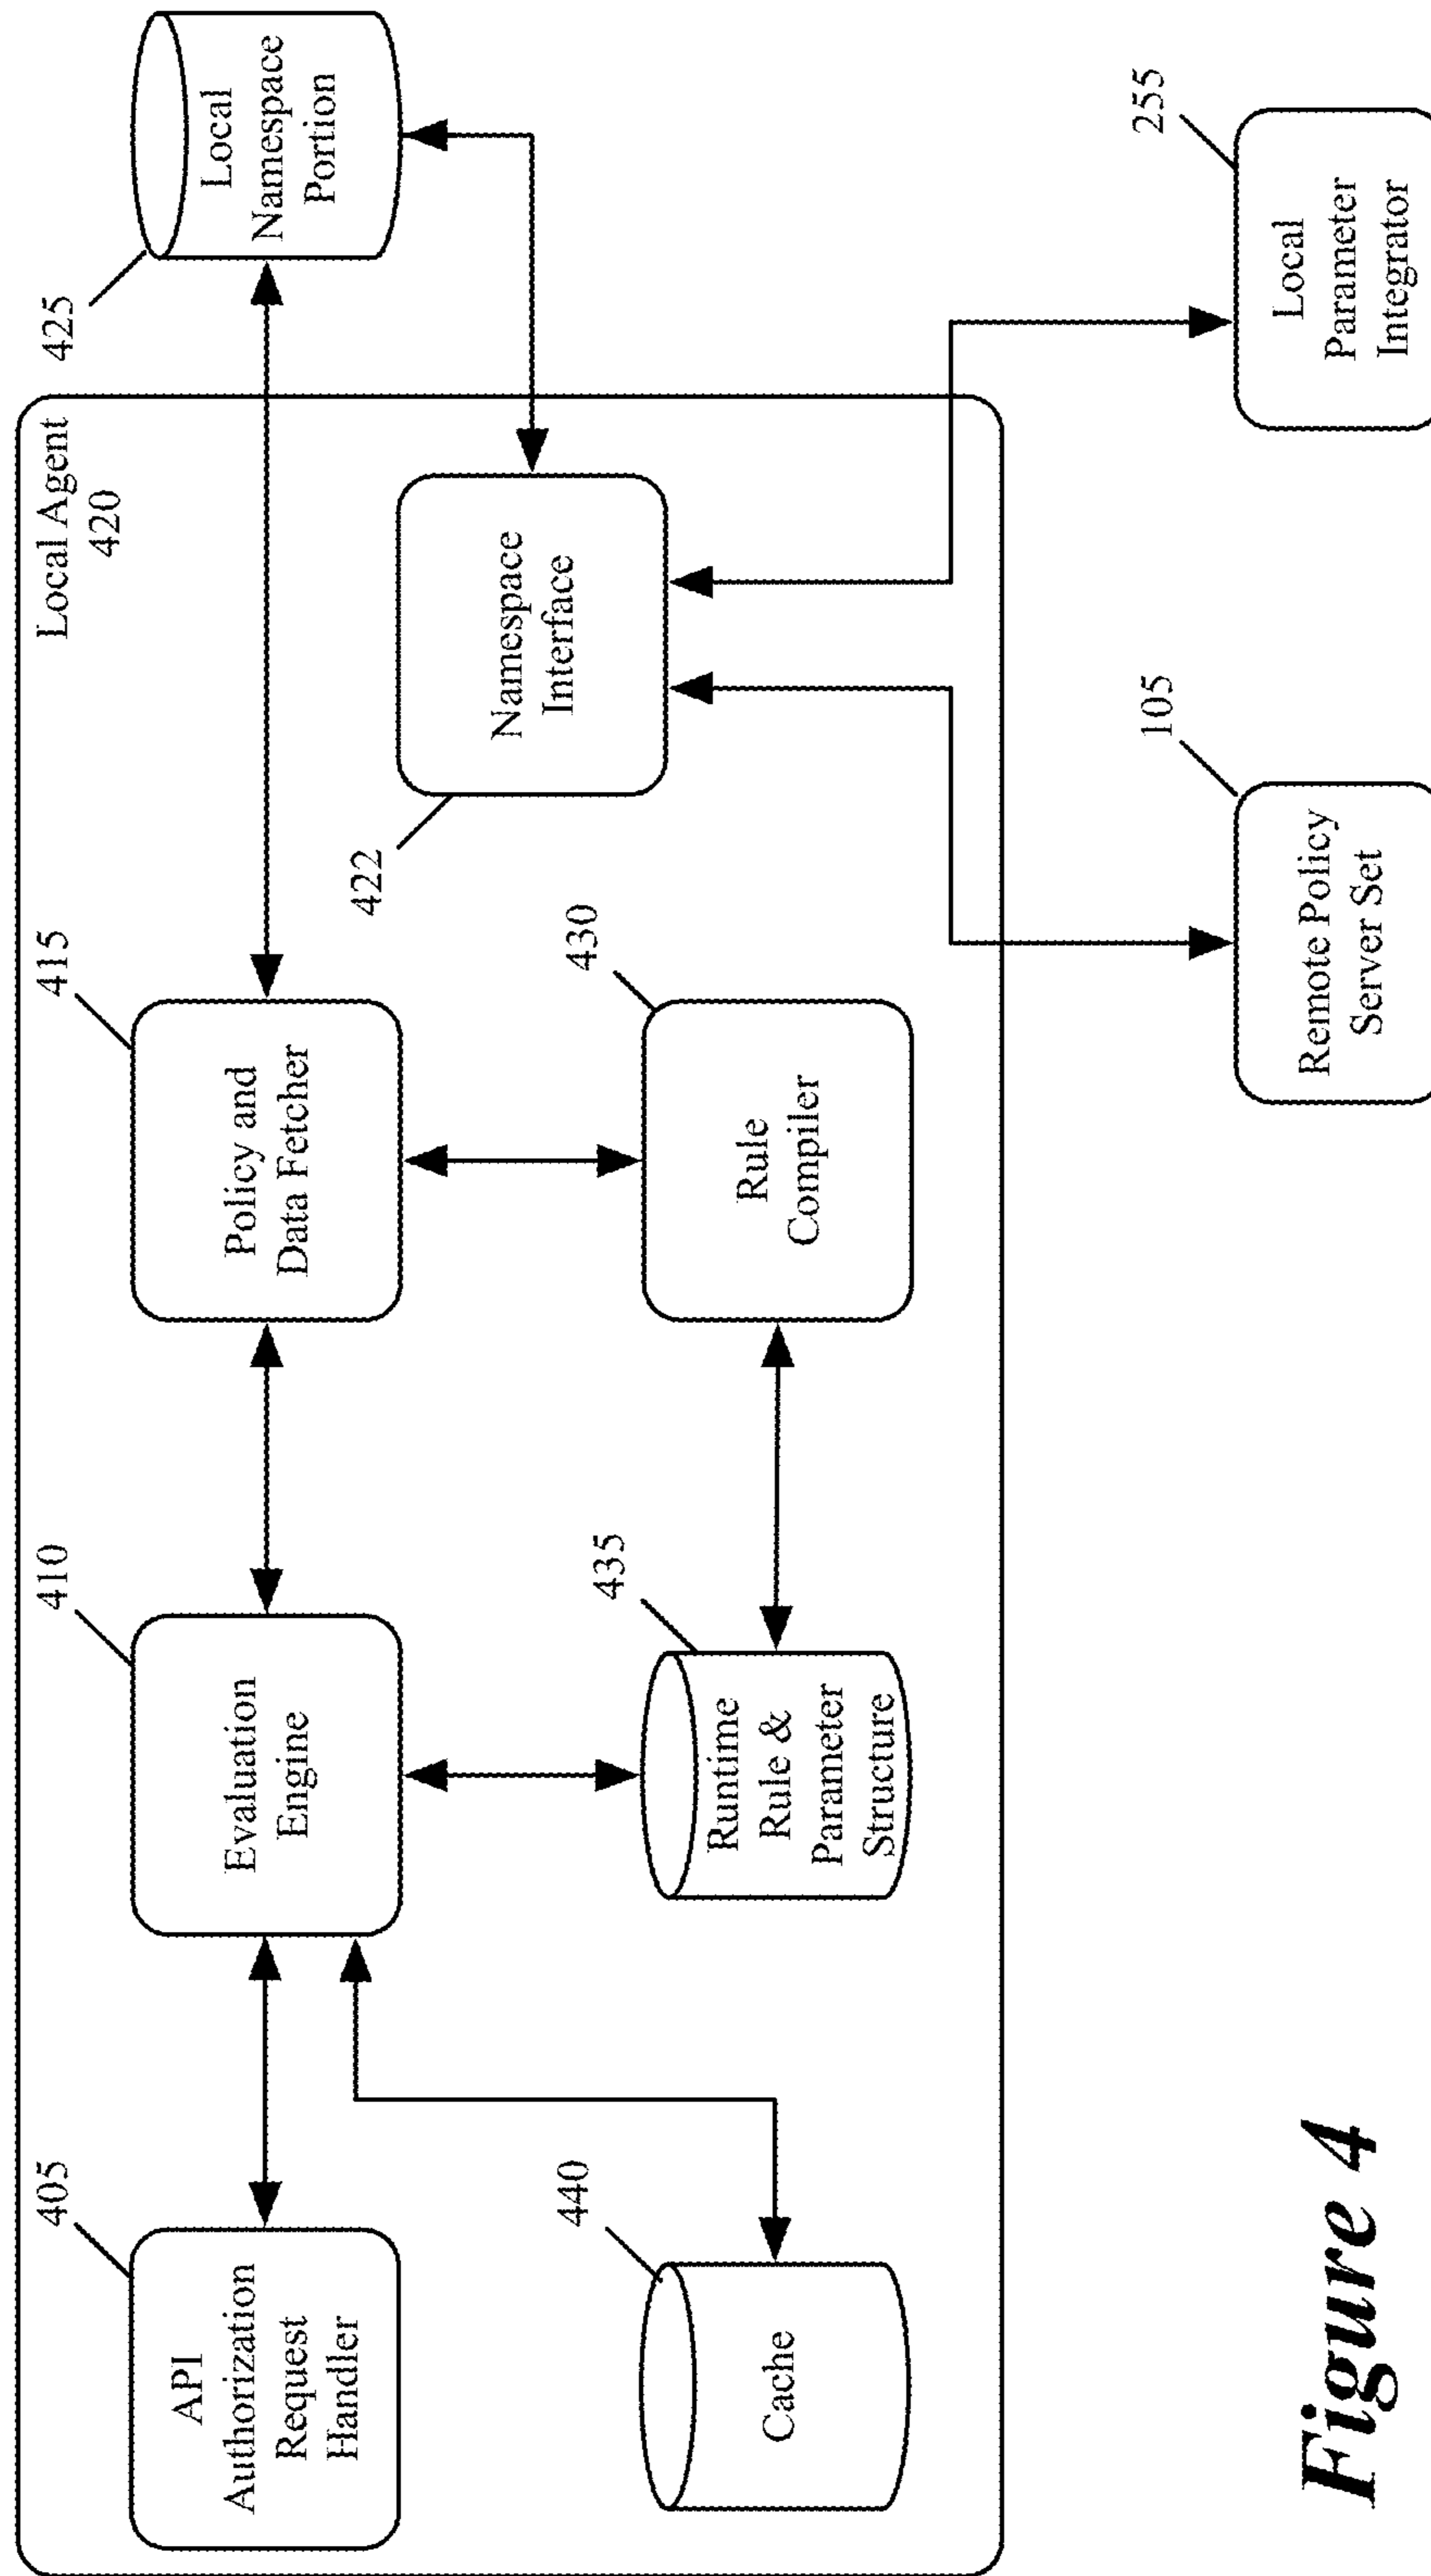 Local Agent
420
405
API
Authorization
Request
Handler
410
Evaluation
Engine
415
Policy and
Data Fetcher
425
Local
Namespace
Portion
440
Cache
435
Runtime
Rule &
Parameter
Structure
430
Rule
Compiler
422
Namespace
Interface
105
Remote Policy
Server Set
255
Local
Parameter
Integrator
Figure 4